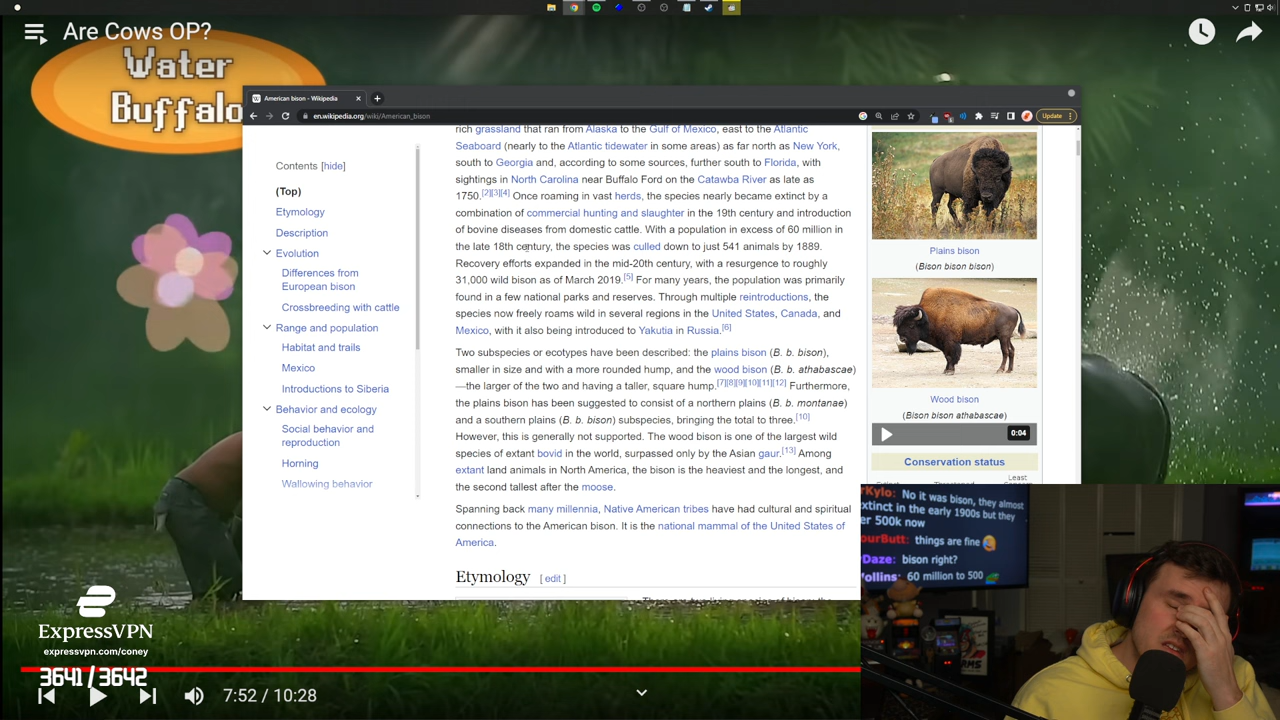 Are Cows OP?
Water
Buffalo
American bison - Wikipedia
en.wikipedia.org/wiki/American_bison
Update
Contents [hide]
(Top)
Etymology
Description
Evolution
Differences from
European bison
Crossbreeding with cattle
Range and population
Habitat and trails
Mexico
Introductions to Siberia
Behavior and ecology
Social behavior and
reproduction
Horning
Wallowing behavior
rich grassland that ran from Alaska to the Gulf of Mexico, east to the Atlantic
Seaboard (nearly to the Atlantic tidewater in some areas) as far north as New York,
south to Georgia and, according to some sources, further south to Florida, with
sightings in North Carolina near Buffalo Ford on the Catawba River as late as
1750.[2][3][4] Once roaming in vast herds, the species nearly became extinct by a
combination of commercial hunting and slaughter in the 19th century and introduction
of bovine diseases from domestic cattle. With a population in excess of 60 million in
the late 18th century, the species was culled down to just 541 animals by 1889.
Recovery efforts expanded in the mid-20th century, with a resurgence to roughly
31,000 wild bison as of March 2019.[5] For many years, the population was primarily
found in a few national parks and reserves. Through multiple reintroductions, the
species now freely roams wild in several regions in the United States, Canada, and
Mexico, with it also being introduced to Yakutia in Russia.[6]
Two subspecies or ecotypes have been described: the plains bison (B. b. bison),
smaller in size and with a more rounded hump, and the wood bison (B. b. athabascae)
—the larger of the two and having a taller, square hump.[7][8][9][10][11][12] Furthermore,
the plains bison has been suggested to consist of a northern plains (B. b. montanae)
and a southern plains (B. b. bison) subspecies, bringing the total to three.[10]
However, this is generally not supported. The wood bison is one of the largest wild
species of extant bovid in the world, surpassed only by the Asian gaur.[13] Among
extant land animals in North America, the bison is the heaviest and the longest, and
the second tallest after the moose.
Spanning back many millennia, Native American tribes have had cultural and spiritual
connections to the American bison. It is the national mammal of the United States of
America.
Etymology [ edit ]
Plains bison
(Bison bison bison)
Wood bison
(Bison bison athabascae)
0:04
Conservation status
Least
rKylo: No it was bison, they almost
extinct in the early 1900s but they
er 500k now
ourButt: things are fine
Daze: bison right?
ollins: 60 million to 500
ExpressVPN
expressvpn.com/coney
3641/3642
7:52 / 10:28